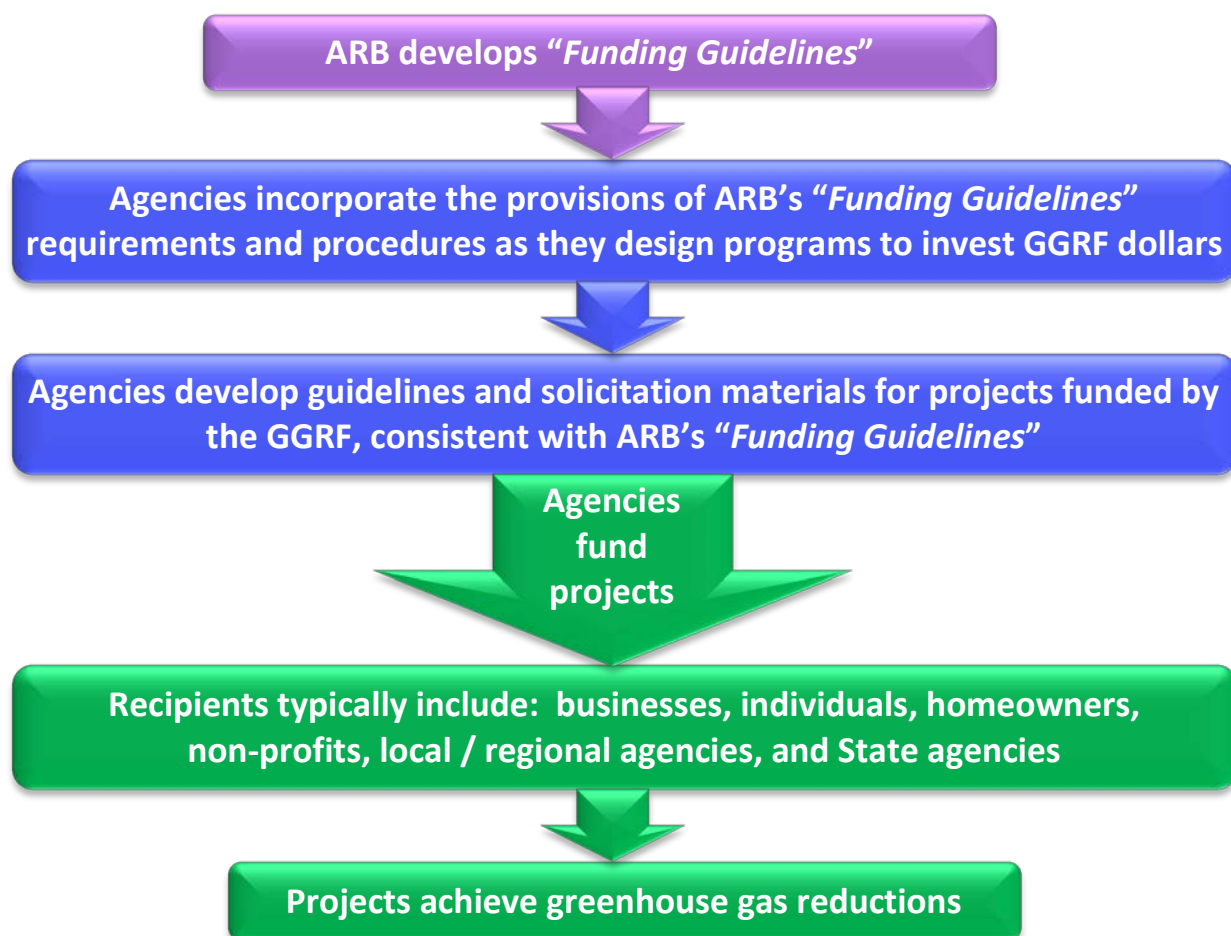 ARB develops “Funding Guidelines”
Agencies incorporate the provisions of ARB’s “Funding Guidelines”
requirements and procedures as they design programs to invest GGRF dollars
Agencies develop guidelines and solicitation materials for projects funded by
the GGRF, consistent with ARB’s “Funding Guidelines”
Agencies
fund
projects
Recipients typically include:  businesses, individuals, homeowners,
non-profits, local / regional agencies, and State agencies
Projects achieve greenhouse gas reductions